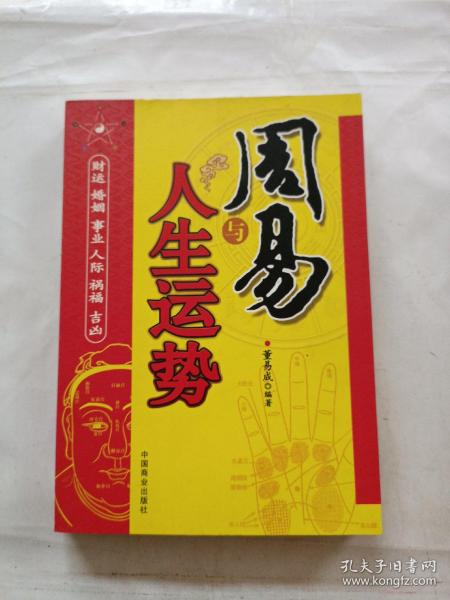 周易
与
人生运势
财运 婚姻 事业 人际 祸福 吉凶
董易成 编著
中国商业出版社
孔夫子旧书网
www.kongfz.com